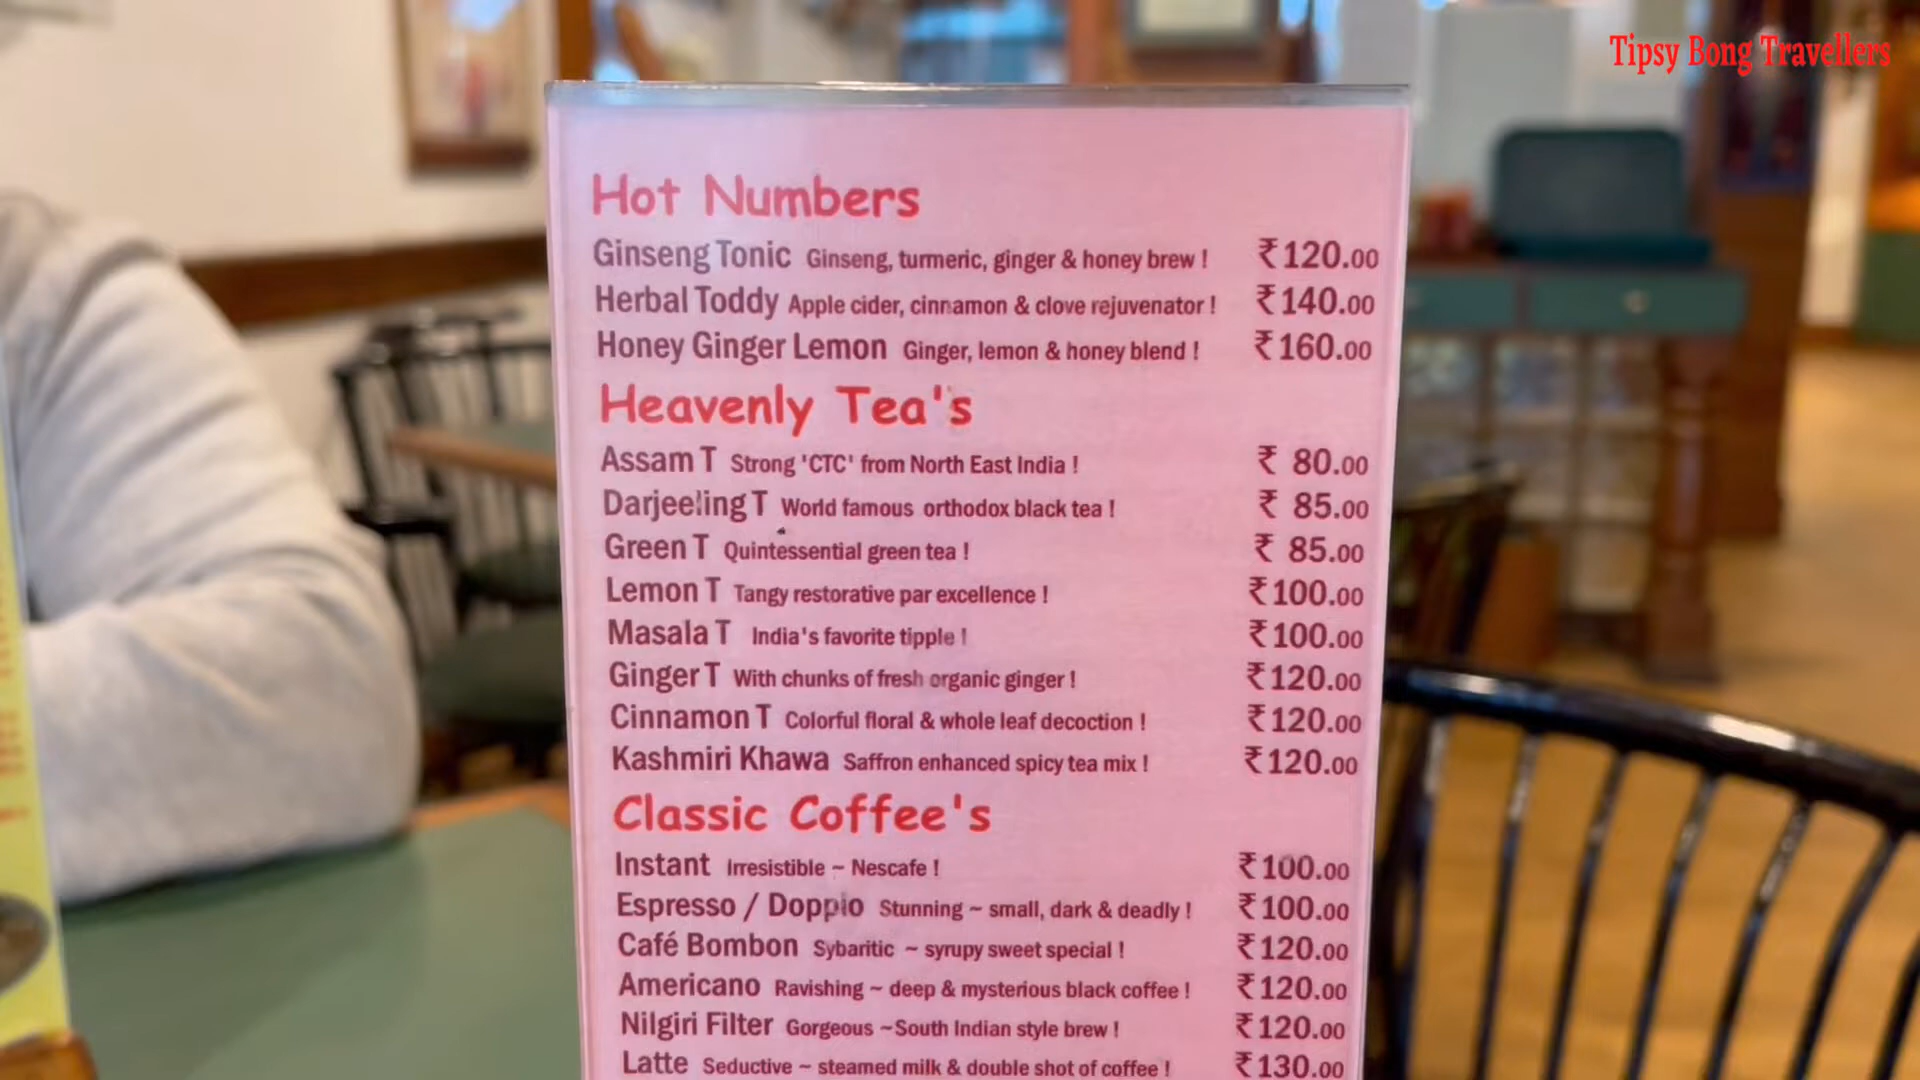 Tipsy Bong Travellers
Hot Numbers
Ginseng Tonic Ginseng, turmeric, ginger & honey brew ! ₹120.00
Herbal Toddy Apple cider, cinnamon & clove rejuvenator ! ₹140.00
Honey Ginger Lemon Ginger, lemon & honey blend ! ₹160.00
Heavenly Tea's
Assam T Strong 'CTC' from North East India ! ₹ 80.00
Darjeeling T World famous orthodox black tea ! ₹ 85.00
Green T Quintessential green tea ! ₹ 85.00
Lemon T Tangy restorative par excellence ! ₹100.00
Masala T India's favorite tipple ! ₹100.00
Ginger T With chunks of fresh organic ginger ! ₹120.00
Cinnamon T Colorful floral & whole leaf decoction ! ₹120.00
Kashmiri Khawa Saffron enhanced spicy tea mix ! ₹120.00
Classic Coffee's
Instant Irresistible ~ Nescafe ! ₹100.00
Espresso / Doppio Stunning ~ small, dark & deadly ! ₹100.00
Café Bombon Sybaritic ~ syrupy sweet special ! ₹120.00
Americano Ravishing ~ deep & mysterious black coffee ! ₹120.00
Nilgiri Filter Gorgeous ~South Indian style brew ! ₹120.00
Latte Seductive ~ steamed milk & double shot of coffee ! ₹130.00